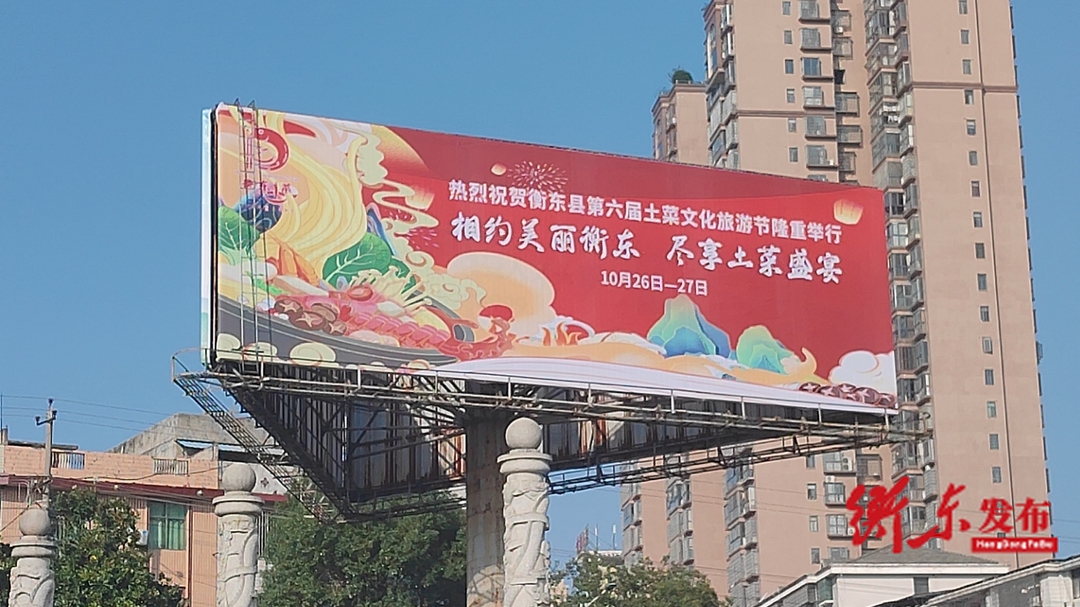 热烈祝贺衡东县第六届土菜文化旅游节隆重举行
相约美丽衡东 尽享土菜盛宴
10月26日—27日
衡东发布
HengDongFaBu